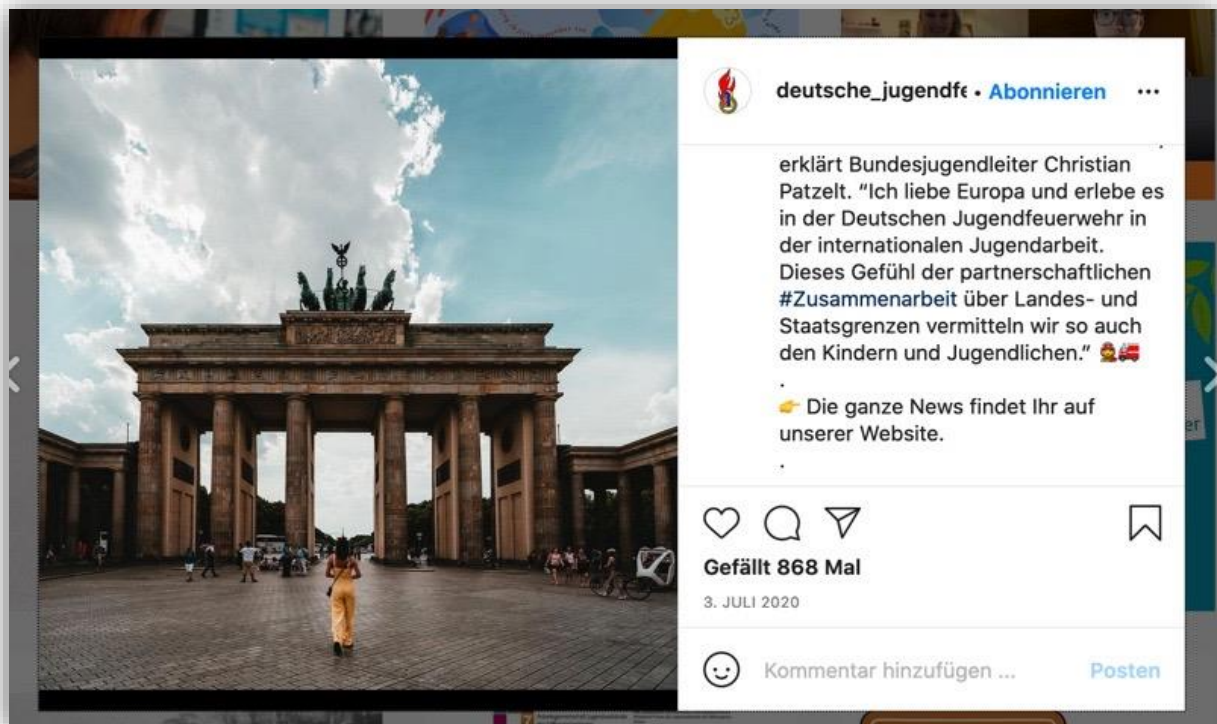 deutsche_jugendfe • Abonnieren •••
erklärt Bundesjugendleiter Christian
Patzelt. “Ich liebe Europa und erlebe es
in der Deutschen Jugendfeuerwehr in
der internationalen Jugendarbeit.
Dieses Gefühl der partnerschaftlichen
#Zusammenarbeit über Landes- und
Staatsgrenzen vermitteln wir so auch
den Kindern und Jugendlichen.” 👩‍🚒🚒
.
👉 Die ganze News findet Ihr auf
unserer Website.
.
Gefällt 868 Mal
3. JULI 2020
Kommentar hinzufügen ... Posten